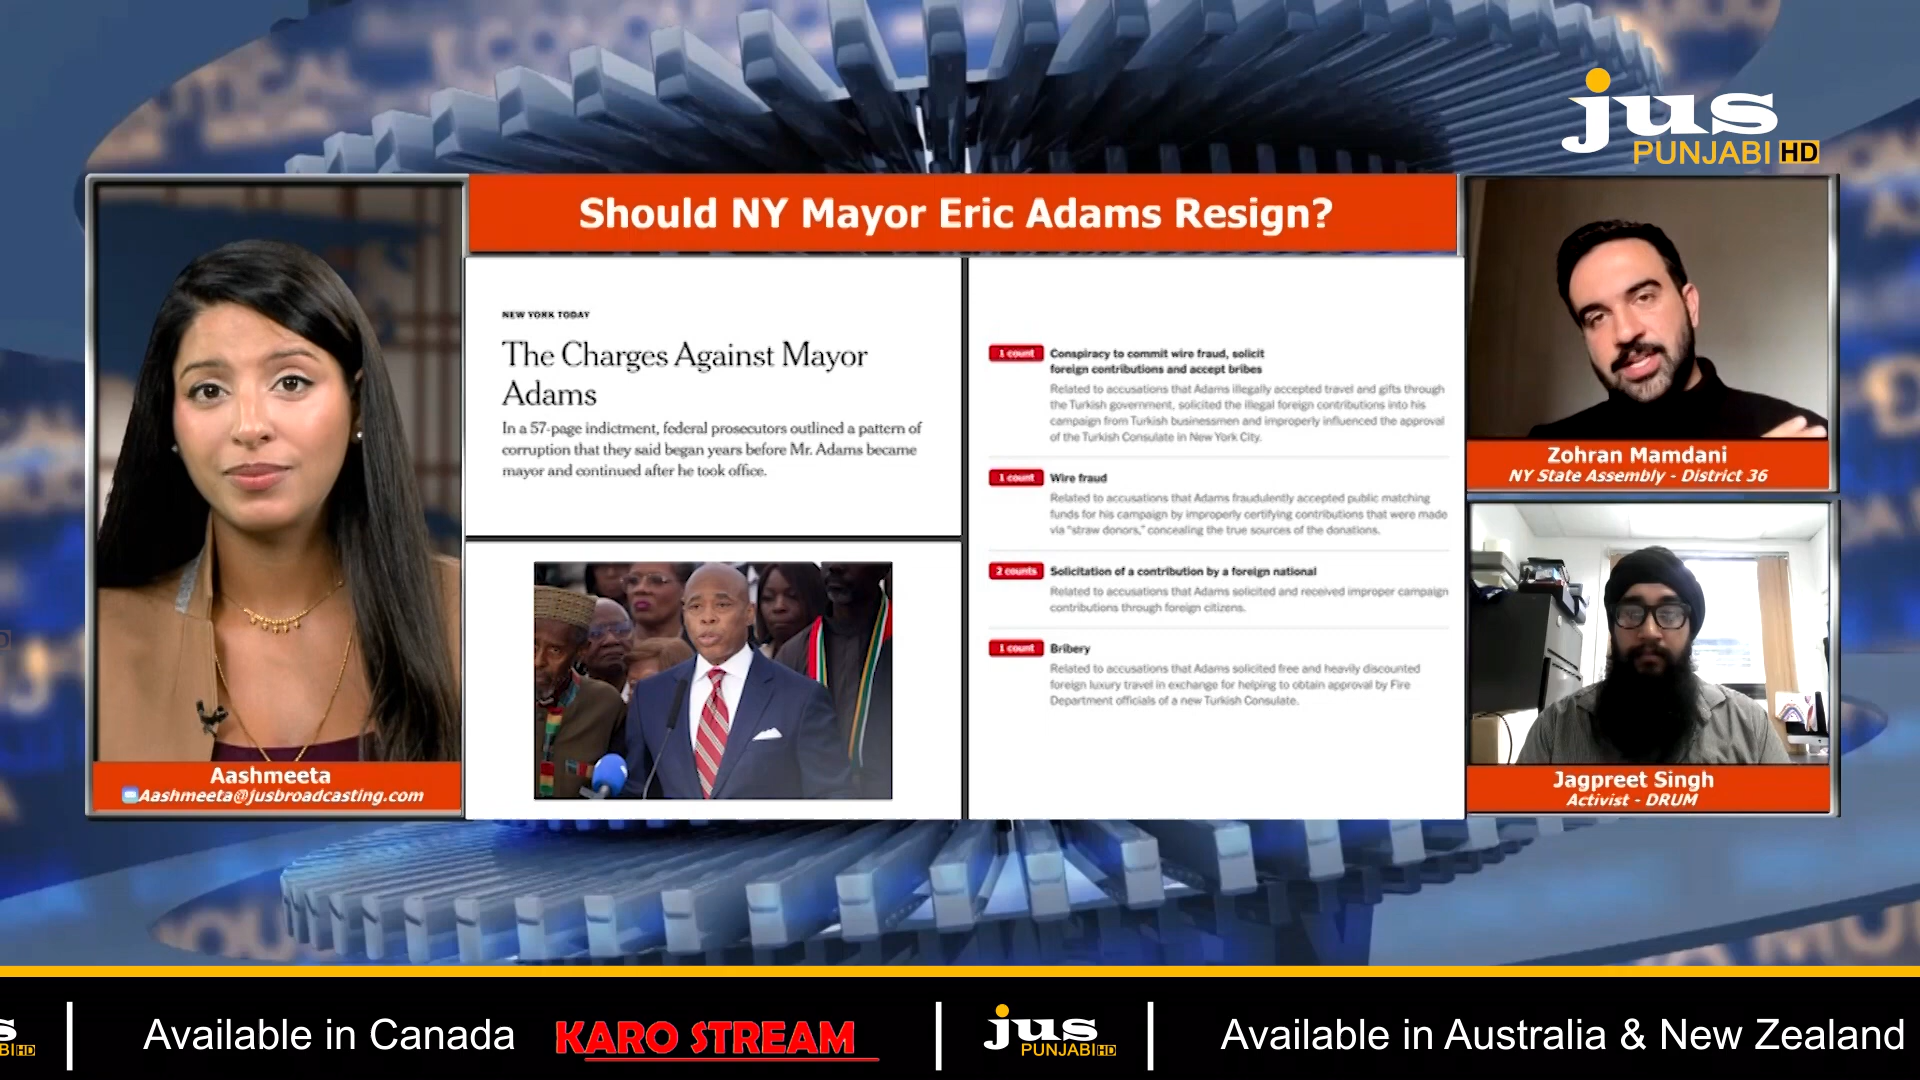 jus
PUNJABI HD
Should NY Mayor Eric Adams Resign?
NEW YORK TODAY
The Charges Against Mayor
Adams
In a 57-page indictment, federal prosecutors outlined a pattern of
corruption that they said began years before Mr. Adams became
mayor and continued after he took office.
1 count Conspiracy to commit wire fraud, solicit
foreign contributions and accept bribes
Related to accusations that Adams illegally accepted travel and gifts through
the Turkish government, solicited the illegal foreign contributions into his
campaign from Turkish businessmen and improperly influenced the approval
of the Turkish Consulate in New York City.
1 count Wire fraud
Related to accusations that Adams fraudulently accepted public matching
funds for his campaign by improperly certifying contributions that were made
via "straw donors," concealing the true sources of the donations.
2 counts Solicitation of a contribution by a foreign national
Related to accusations that Adams solicited and received improper campaign
contributions through foreign citizens.
1 count Bribery
Related to accusations that Adams solicited free and heavily discounted
foreign luxury travel in exchange for helping to obtain approval by Fire
Department officials of a new Turkish Consulate.
Zohran Mamdani
NY State Assembly - District 36
Aashmeeta
Aashmeeta@jusbroadcasting.com
Jagpreet Singh
Activist - DRUM
Available in Canada KARO STREAM
jus
PUNJABI HD
Available in Australia & New Zealand